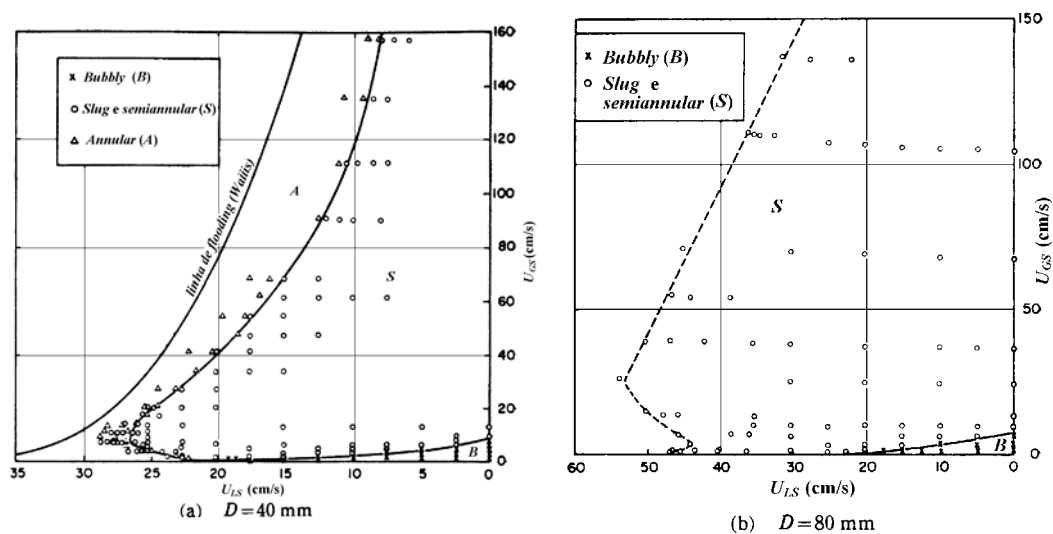 × Bubbly (B)
○ Slug e semiannular (S)
△ Annular (A)
linha de flooding (Wallis)
A
S
B
160
140
120
100
80
60
40
20
0
U_GS (cm/s)
35 30 25 20 15 10 5 0
U_LS (cm/s)
(a) D=40 mm
× Bubbly (B)
○ Slug e
semiannular (S)
S
B
150
100
50
0
U_GS (cm/s)
60 50 40 30 20 10 0
U_LS (cm/s)
(b) D=80 mm